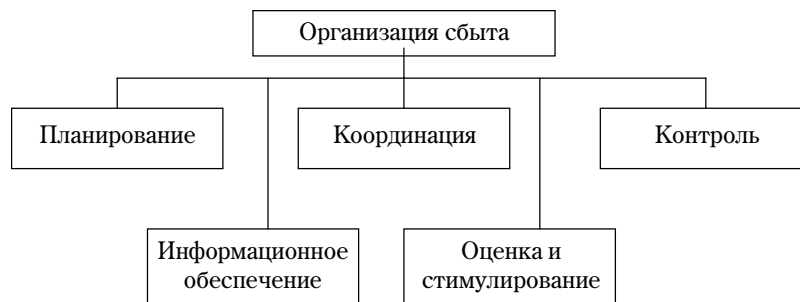 Организация сбыта
Планирование
Координация
Контроль
Информационное
обеспечение
Оценка и
стимулирование